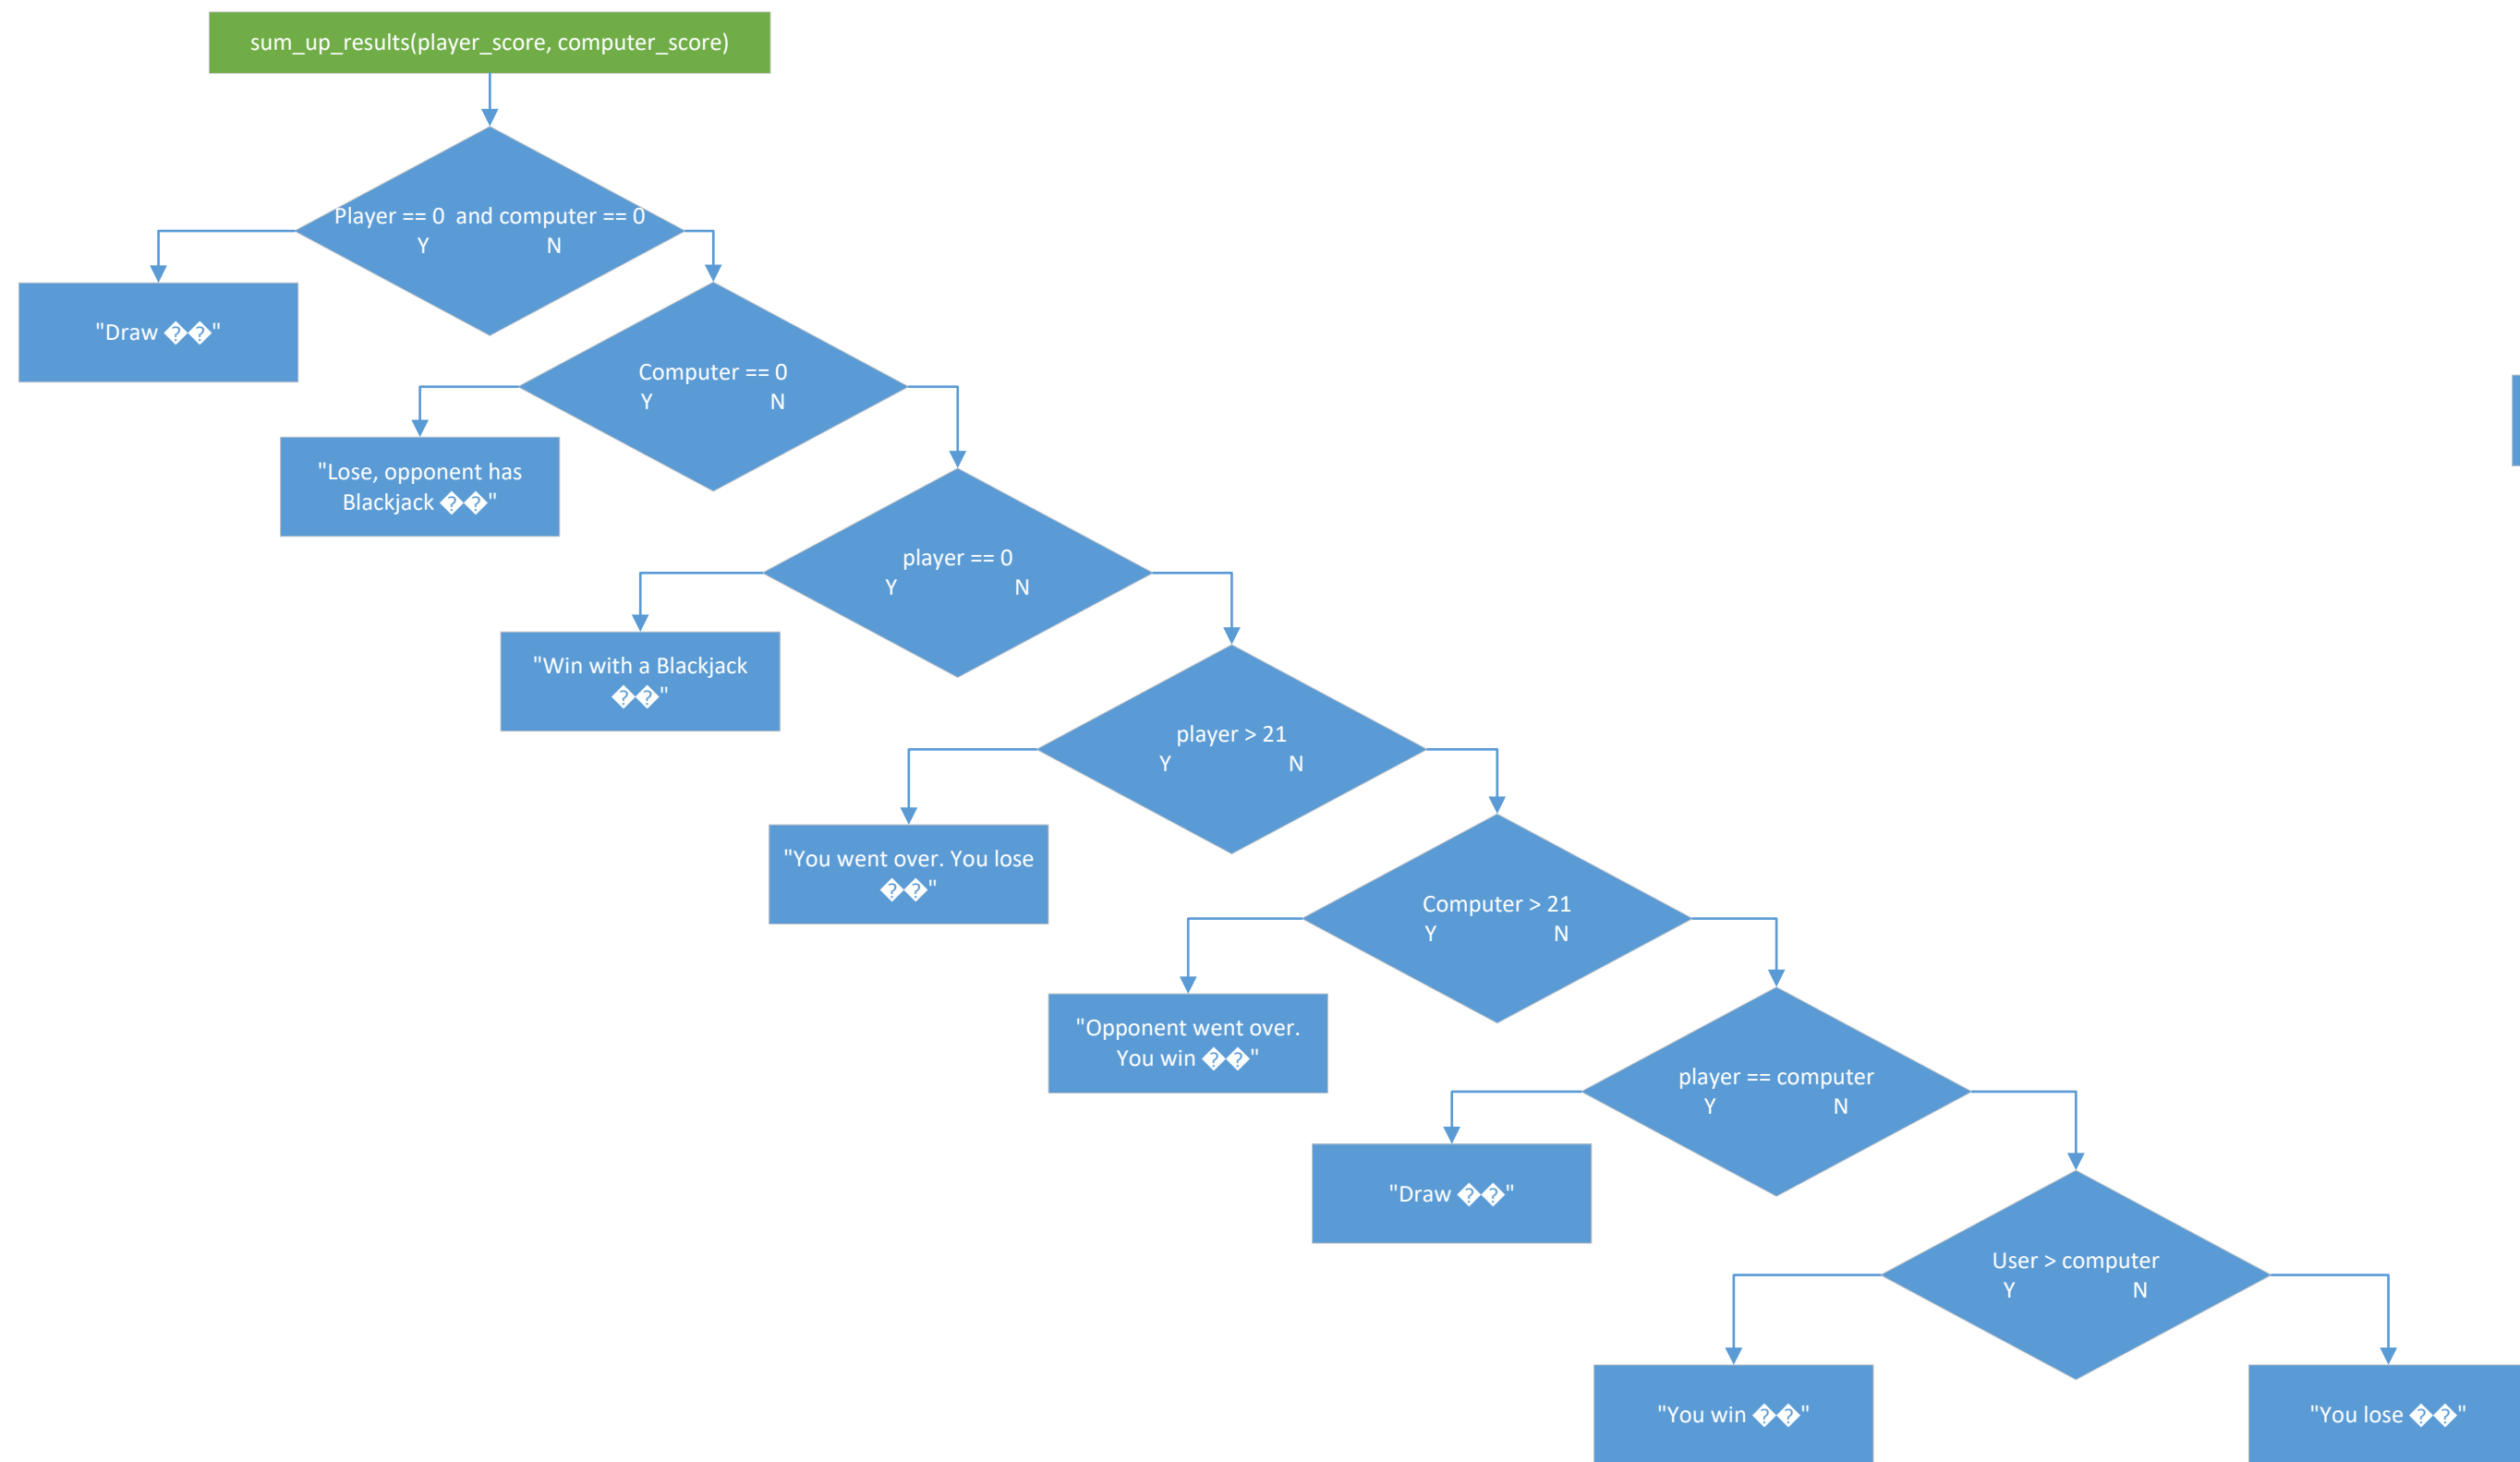 sum_up_results(player_score, computer_score)
Player == 0  and computer == 0
Y N
"Draw ��"
Computer == 0
Y N
"Lose, opponent has
Blackjack ��"
player == 0
Y N
"Win with a Blackjack
��"
player > 21
Y N
"You went over. You lose
��"
Computer > 21
Y N
"Opponent went over.
You win ��"
player == computer
Y N
"Draw ��"
User > computer
Y N
"You win ��"
"You lose ��"